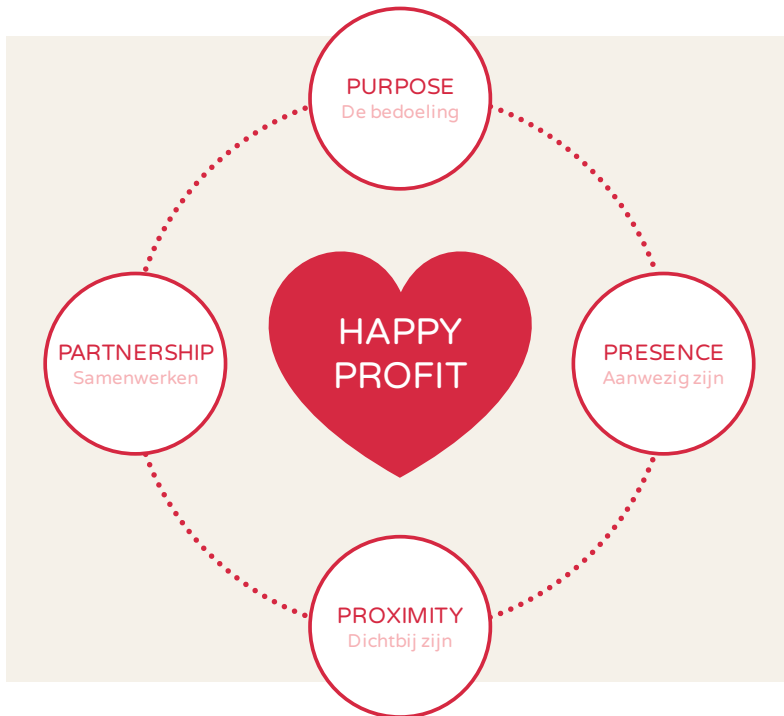 PURPOSE
De bedoeling
PARTNERSHIP
Samenwerken
HAPPY
PROFIT
PRESENCE
Aanwezig zijn
PROXIMITY
Dichtbij zijn